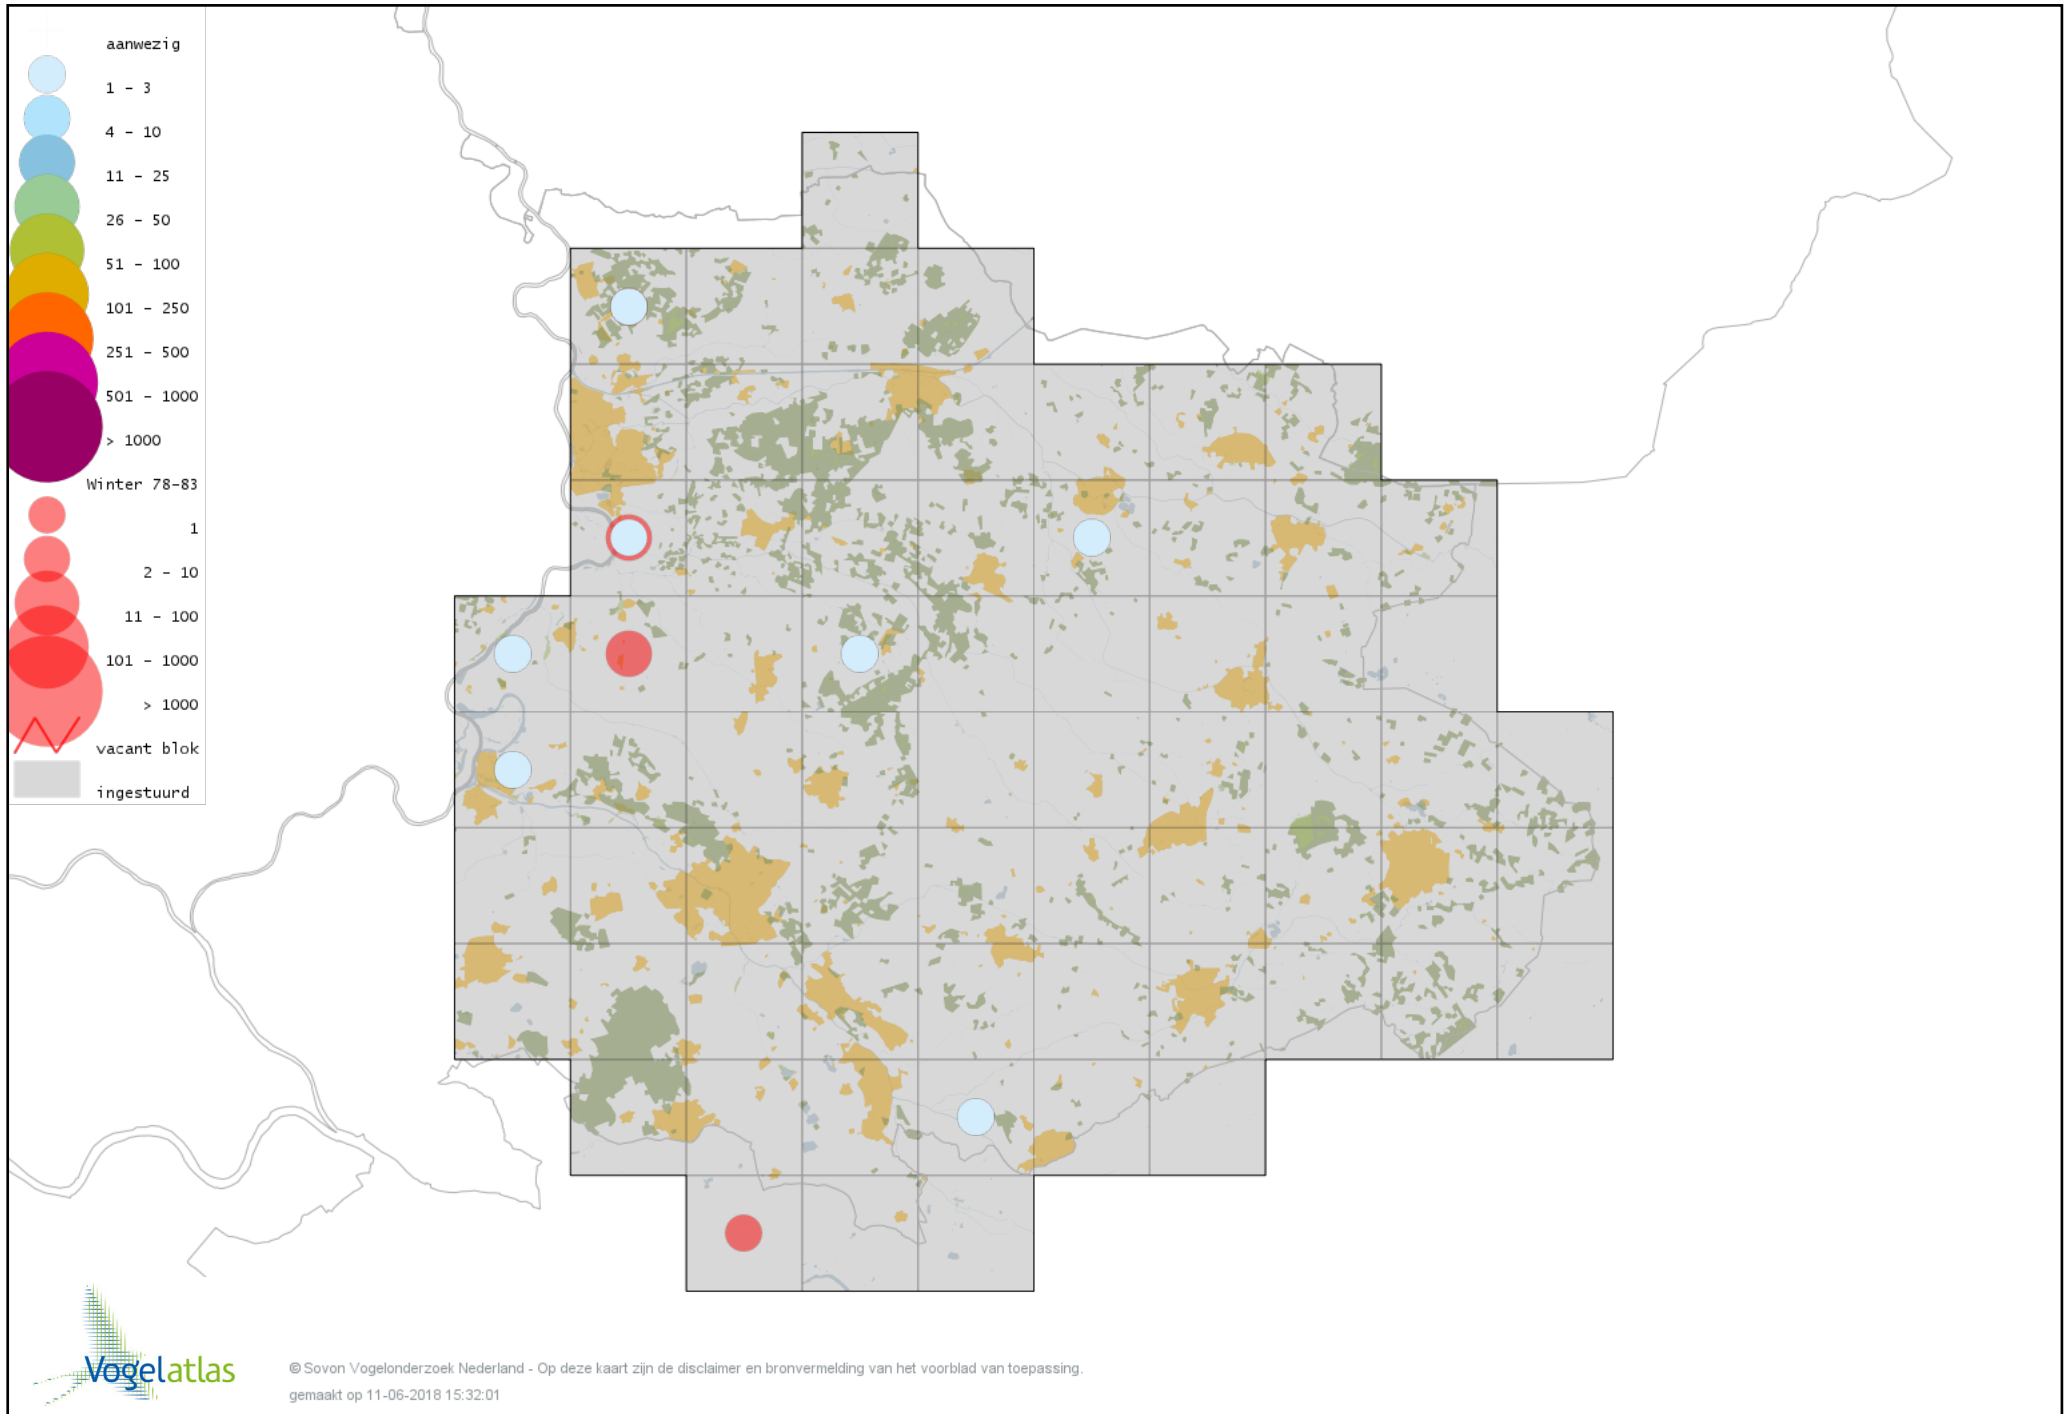 aanwezig
1 - 3
4 - 10
11 - 25
26 - 50
51 - 100
101 - 250
251 - 500
501 - 1000
> 1000
Winter 78-83
1
2 - 10
11 - 100
101 - 1000
> 1000
vacant blok
ingestuurd
Vogelatlas
© Sovon Vogelonderzoek Nederland - Op deze kaart zijn de disclaimer en bronvermelding van het voorblad van toepassing.
gemaakt op 11-06-2018 15:32:01